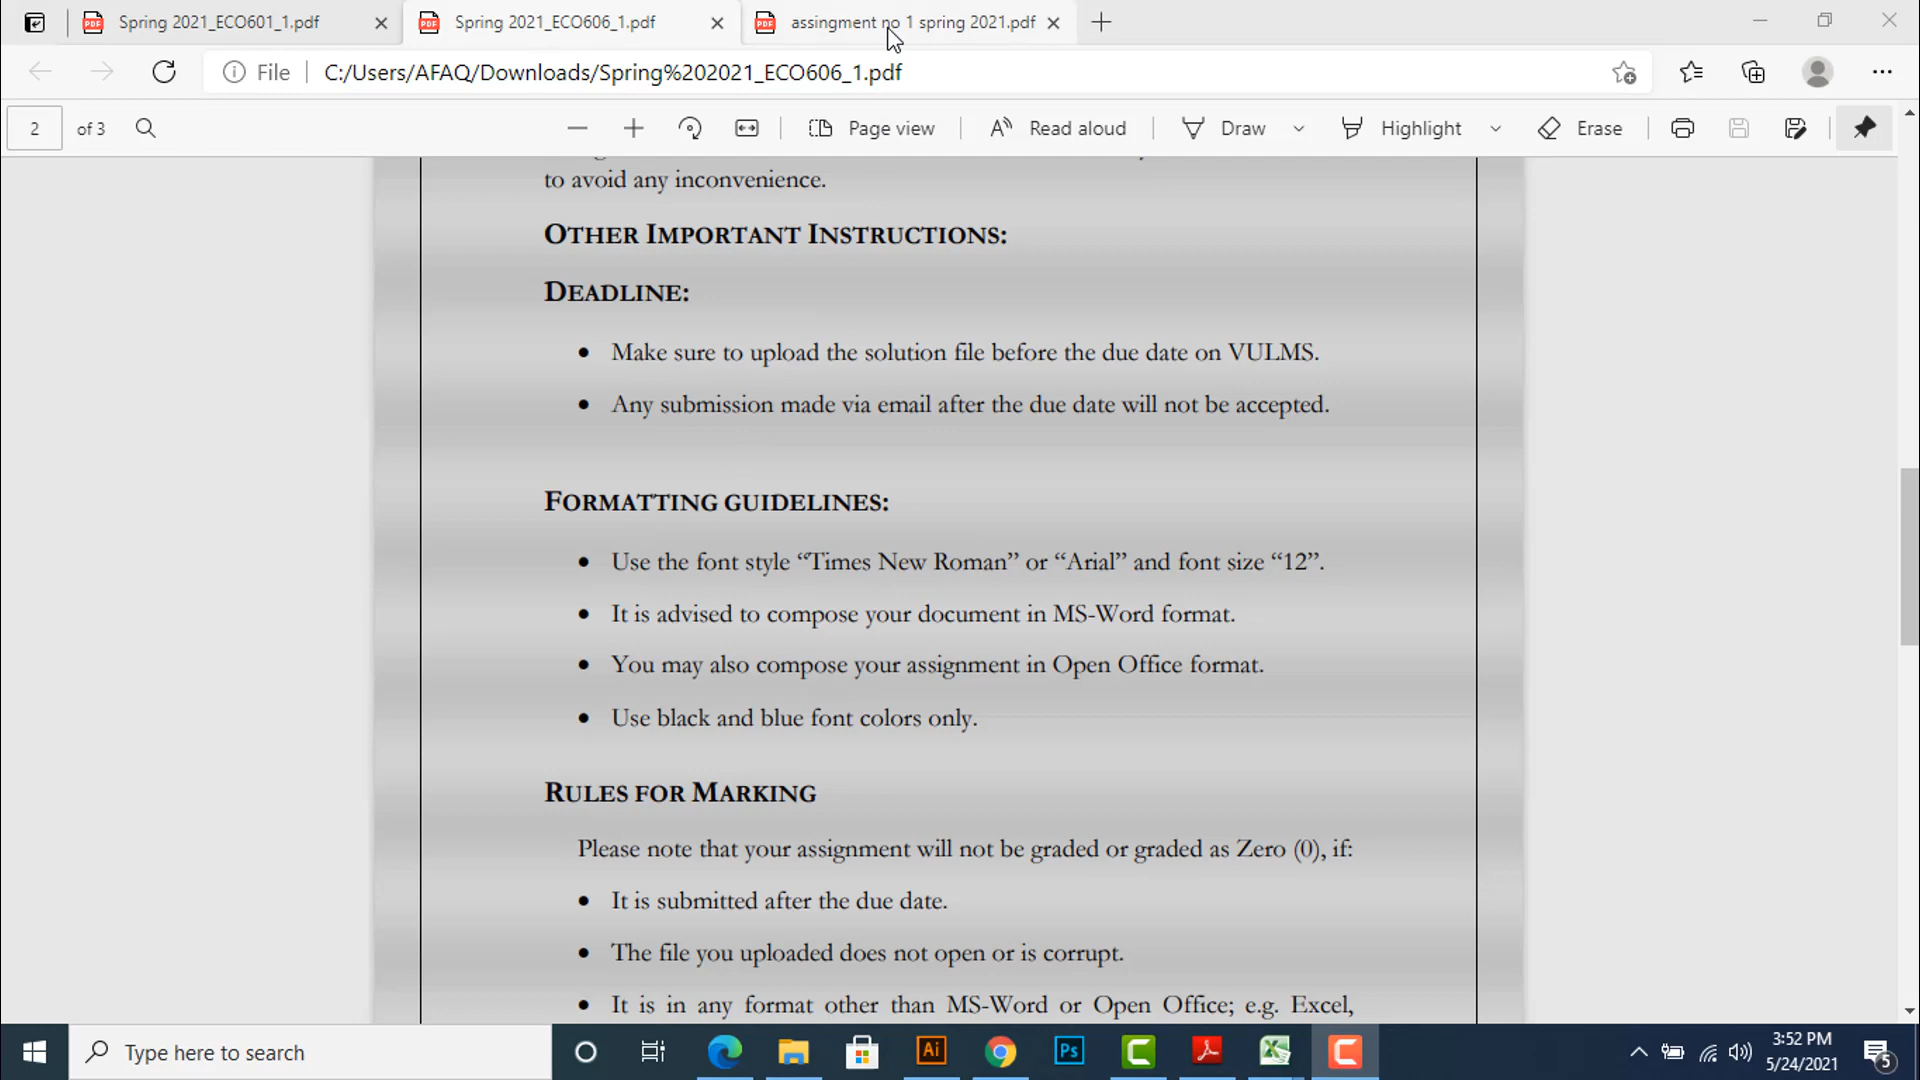 Spring 2021_ECO601_1.pdf
Spring 2021_ECO606_1.pdf
assingment no 1 spring 2021.pdf
File
C:/Users/AFAQ/Downloads/Spring%202021_ECO606_1.pdf
2 of 3
Page view
Read aloud
Draw
Highlight
Erase
to avoid any inconvenience.
OTHER IMPORTANT INSTRUCTIONS:
DEADLINE:
• Make sure to upload the solution file before the due date on VULMS.
• Any submission made via email after the due date will not be accepted.
FORMATTING GUIDELINES:
• Use the font style “Times New Roman” or “Arial” and font size “12”.
• It is advised to compose your document in MS-Word format.
• You may also compose your assignment in Open Office format.
• Use black and blue font colors only.
RULES FOR MARKING
Please note that your assignment will not be graded or graded as Zero (0), if:
• It is submitted after the due date.
• The file you uploaded does not open or is corrupt.
• It is in any format other than MS-Word or Open Office; e.g. Excel,
Type here to search
Ai
Ps
3:52 PM
5/24/2021
5